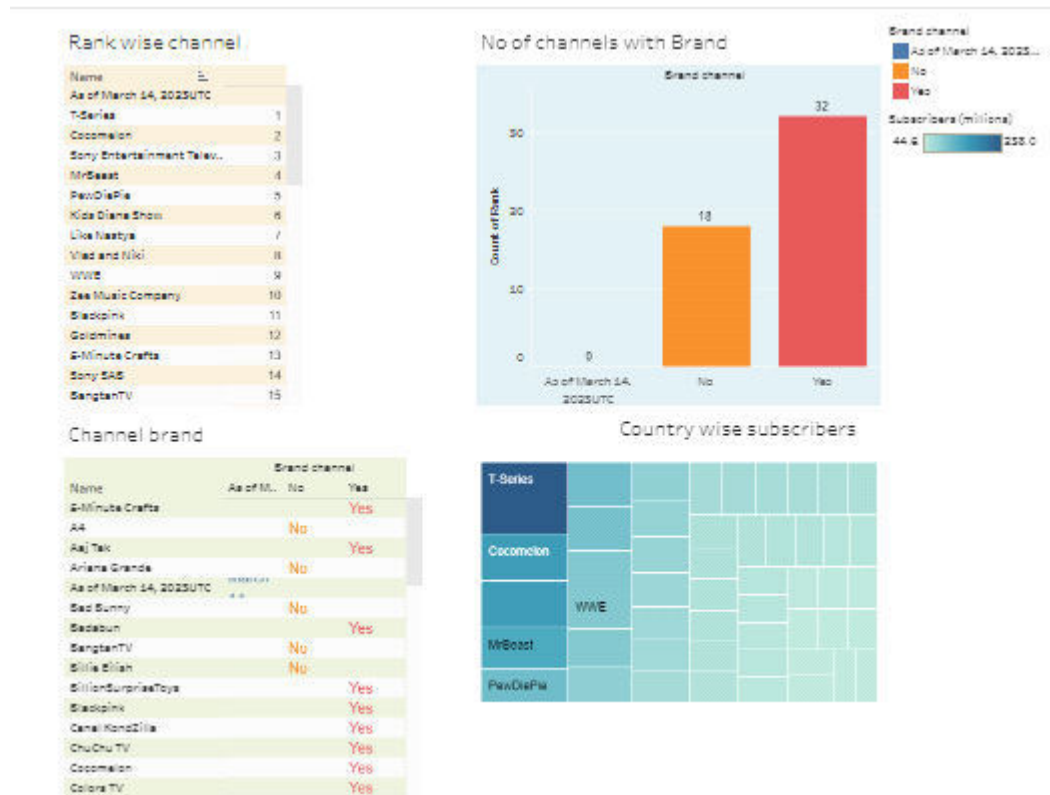 Rank wise channel
Name
As of March 14, 2023UTC
T-Series 1
Cocomelon 2
Sony Entertainment Telev.. 3
MrBeast 4
PewDiePie 5
Kids Diana Show 6
Like Nastya 7
Vlad and Niki 8
WWE 9
Zee Music Company 10
Blackpink 11
Goldmines 12
5-Minute Crafts 13
Sony SAB 14
BangtanTV 15
No of channels with Brand
Brand channel
Count of Rank
30
20
10
0
0
18
32
As of March 14,
2023UTC
No
Yes
Brand channel
As of March 14, 2023...
No
Yes
Subscribers (millions)
44.6
Channel brand
Brand channel
Name As of M.. No Yes
5-Minute Crafts Yes
A4 No
Aaj Tak Yes
Ariana Grande No
As of March 14, 2023UTC
Bad Bunny No
Badabun Yes
BangtanTV No
Billie Eilish No
BillionSurpriseToys Yes
Blackpink Yes
Canal KondZilla Yes
ChuChu TV Yes
Cocomelon Yes
Colors TV Yes
Country wise subscribers
T-Series
Cocomelon
WWE
MrBeast
PewDiePie